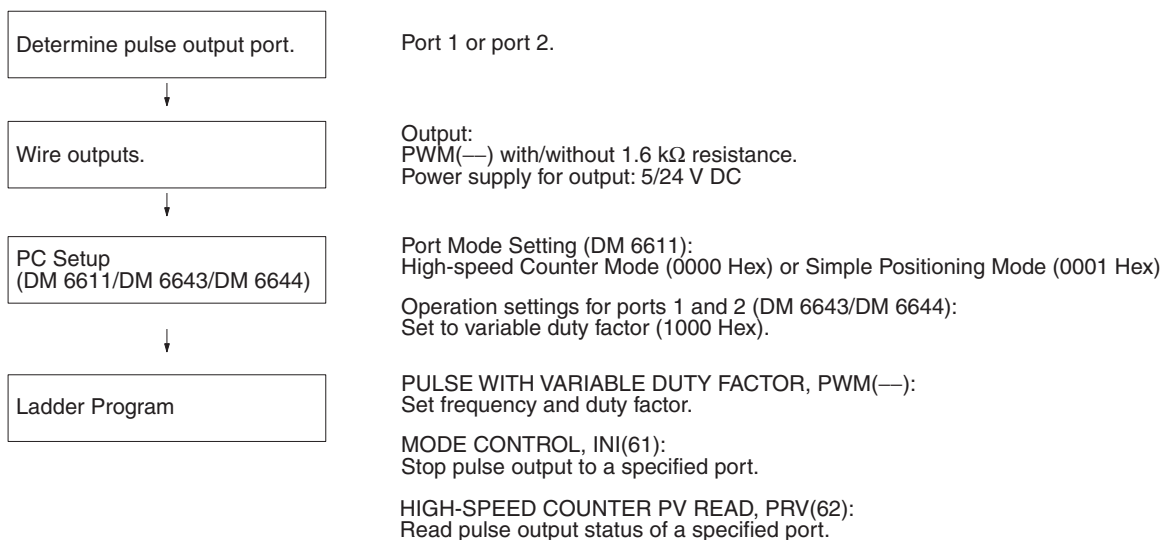 Determine pulse output port.
Port 1 or port 2.
Wire outputs.
Output:
PWM(––) with/without 1.6 kΩ resistance.
Power supply for output: 5/24 V DC
PC Setup
(DM 6611/DM 6643/DM 6644)
Port Mode Setting (DM 6611):
High-speed Counter Mode (0000 Hex) or Simple Positioning Mode (0001 Hex)
Operation settings for ports 1 and 2 (DM 6643/DM 6644):
Set to variable duty factor (1000 Hex).
Ladder Program
PULSE WITH VARIABLE DUTY FACTOR, PWM(––):
Set frequency and duty factor.
MODE CONTROL, INI(61):
Stop pulse output to a specified port.
HIGH-SPEED COUNTER PV READ, PRV(62):
Read pulse output status of a specified port.